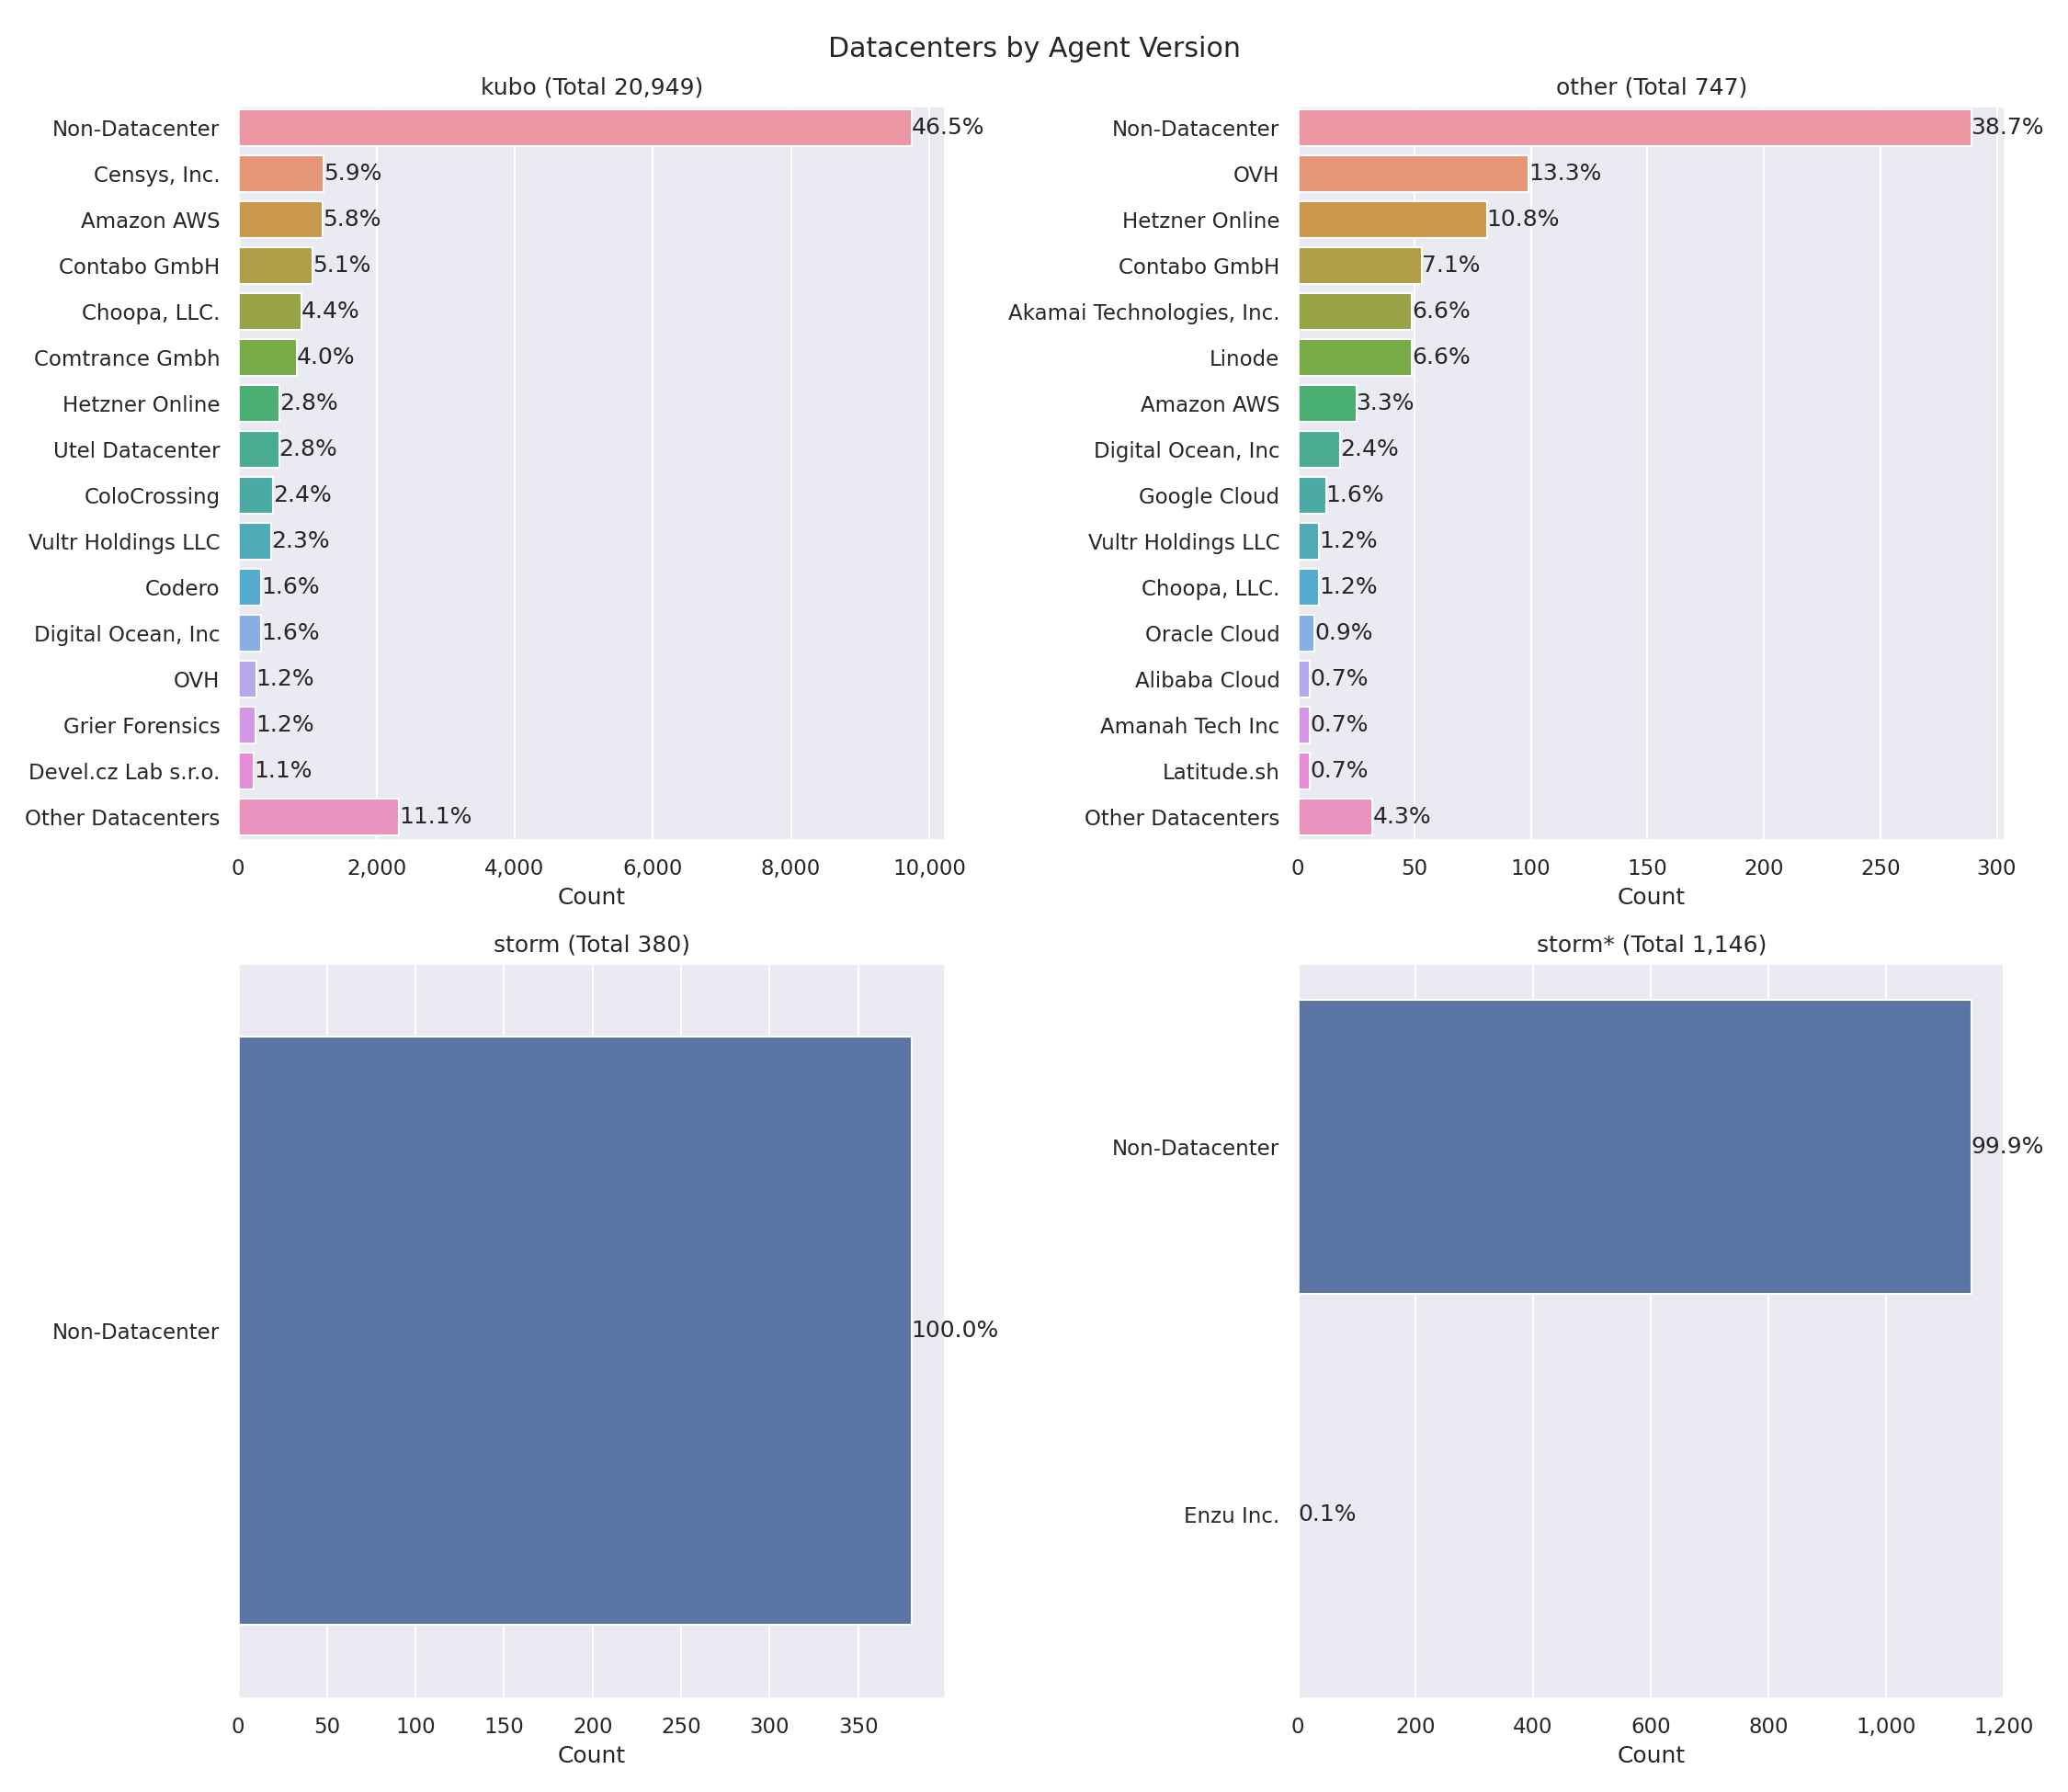 Datacenters by Agent Version
kubo (Total 20,949)
Non-Datacenter 46.5%
Censys, Inc. 5.9%
Amazon AWS 5.8%
Contabo GmbH 5.1%
Choopa, LLC. 4.4%
Comtrance Gmbh 4.0%
Hetzner Online 2.8%
Utel Datacenter 2.8%
ColoCrossing 2.4%
Vultr Holdings LLC 2.3%
Codero 1.6%
Digital Ocean, Inc 1.6%
OVH 1.2%
Grier Forensics 1.2%
Devel.cz Lab s.r.o. 1.1%
Other Datacenters 11.1%
0 2,000 4,000 6,000 8,000 10,000
Count
other (Total 747)
Non-Datacenter 38.7%
OVH 13.3%
Hetzner Online 10.8%
Contabo GmbH 7.1%
Akamai Technologies, Inc. 6.6%
Linode 6.6%
Amazon AWS 3.3%
Digital Ocean, Inc 2.4%
Google Cloud 1.6%
Vultr Holdings LLC 1.2%
Choopa, LLC. 1.2%
Oracle Cloud 0.9%
Alibaba Cloud 0.7%
Amanah Tech Inc 0.7%
Latitude.sh 0.7%
Other Datacenters 4.3%
0 50 100 150 200 250 300
Count
storm (Total 380)
Non-Datacenter 100.0%
0 50 100 150 200 250 300 350
Count
storm* (Total 1,146)
Non-Datacenter 99.9%
Enzu Inc. 0.1%
0 200 400 600 800 1,000 1,200
Count